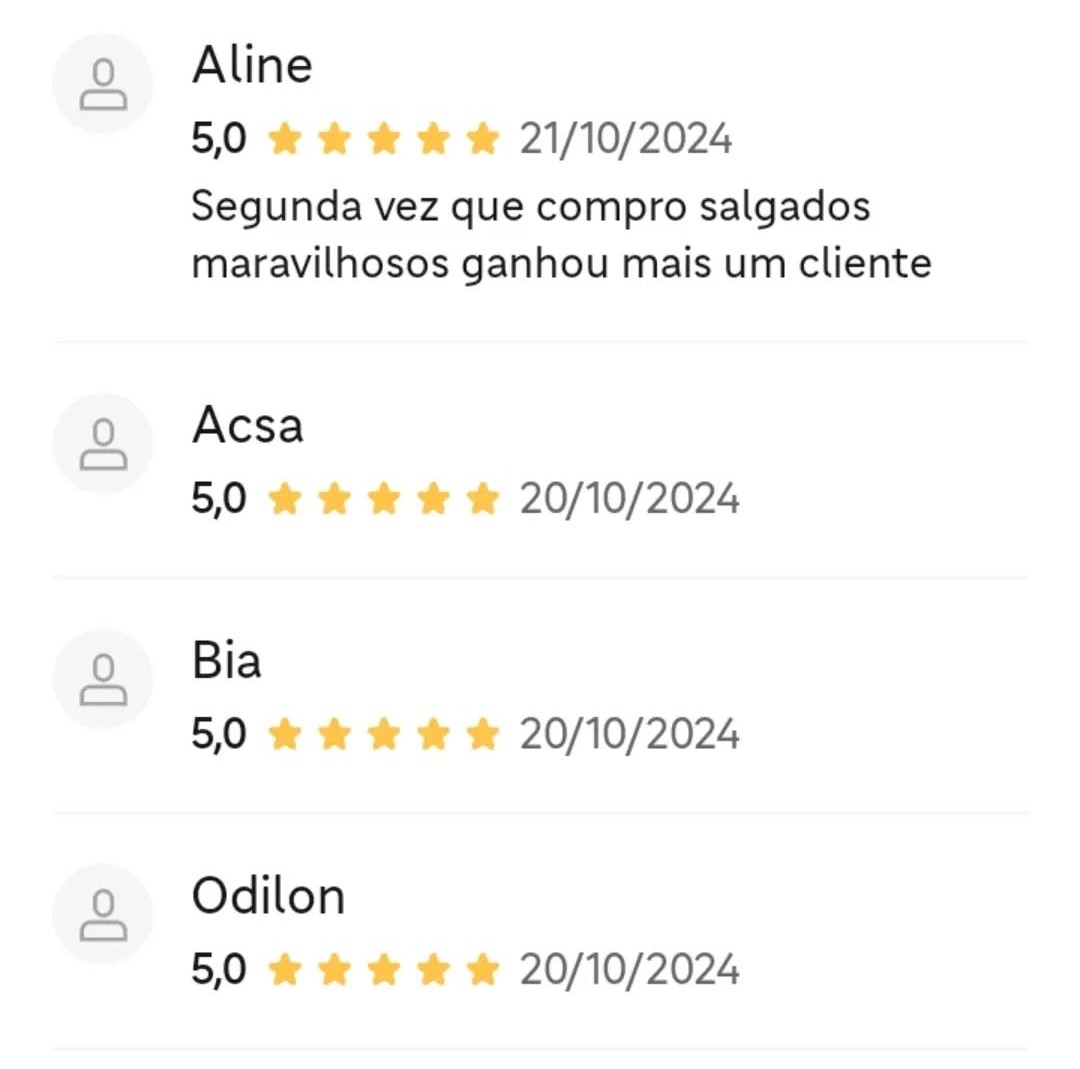 Aline
5,0 21/10/2024
Segunda vez que compro salgados
maravilhosos ganhou mais um cliente
Acsa
5,0 20/10/2024
Bia
5,0 20/10/2024
Odilon
5,0 20/10/2024